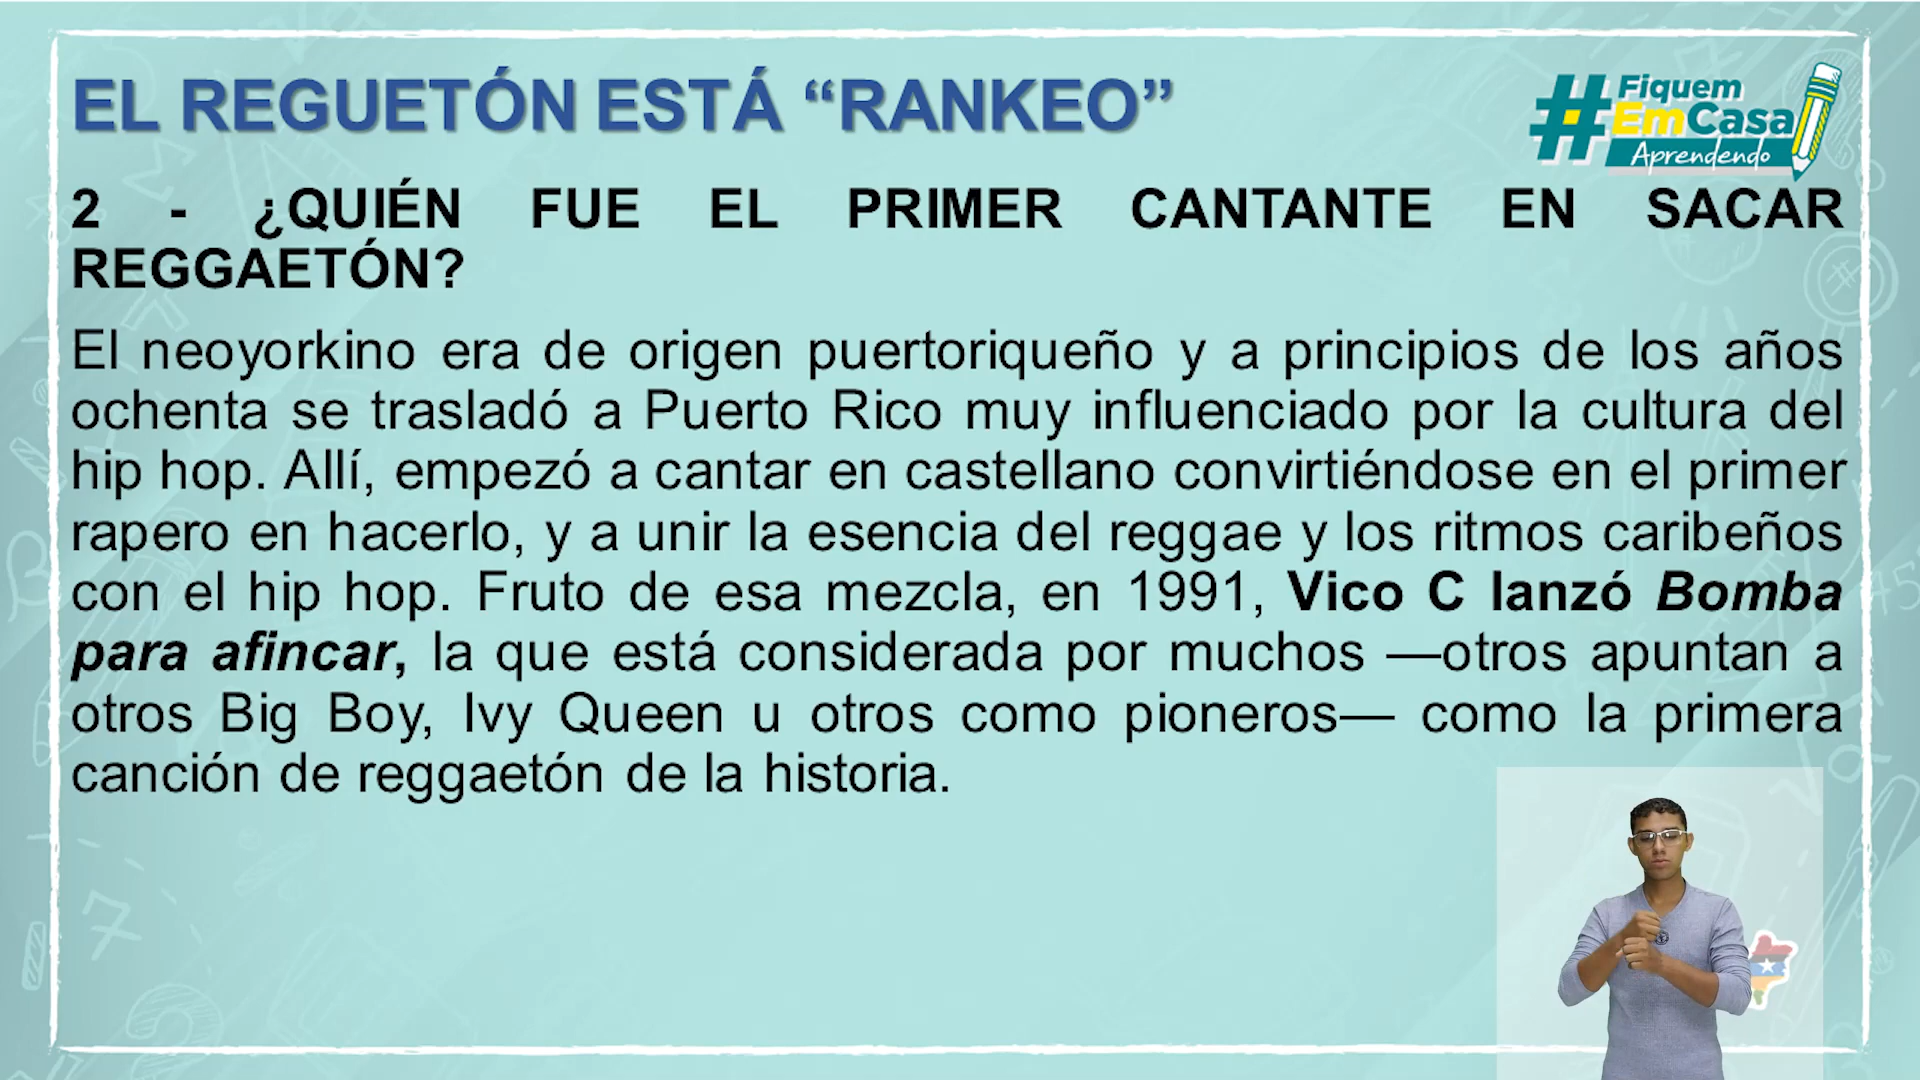 EL REGUETÓN ESTÁ “RANKEO”
#Fiquem
EmCasa
Aprendendo
2 - ¿QUIÉN FUE EL PRIMER CANTANTE EN SACAR
REGGAETÓN?
El neoyorkino era de origen puertoriqueño y a principios de los años
ochenta se trasladó a Puerto Rico muy influenciado por la cultura del
hip hop. Allí, empezó a cantar en castellano convirtiéndose en el primer
rapero en hacerlo, y a unir la esencia del reggae y los ritmos caribeños
con el hip hop. Fruto de esa mezcla, en 1991, Vico C lanzó Bomba
para afincar, la que está considerada por muchos —otros apuntan a
otros Big Boy, Ivy Queen u otros como pioneros— como la primera
canción de reggaetón de la historia.